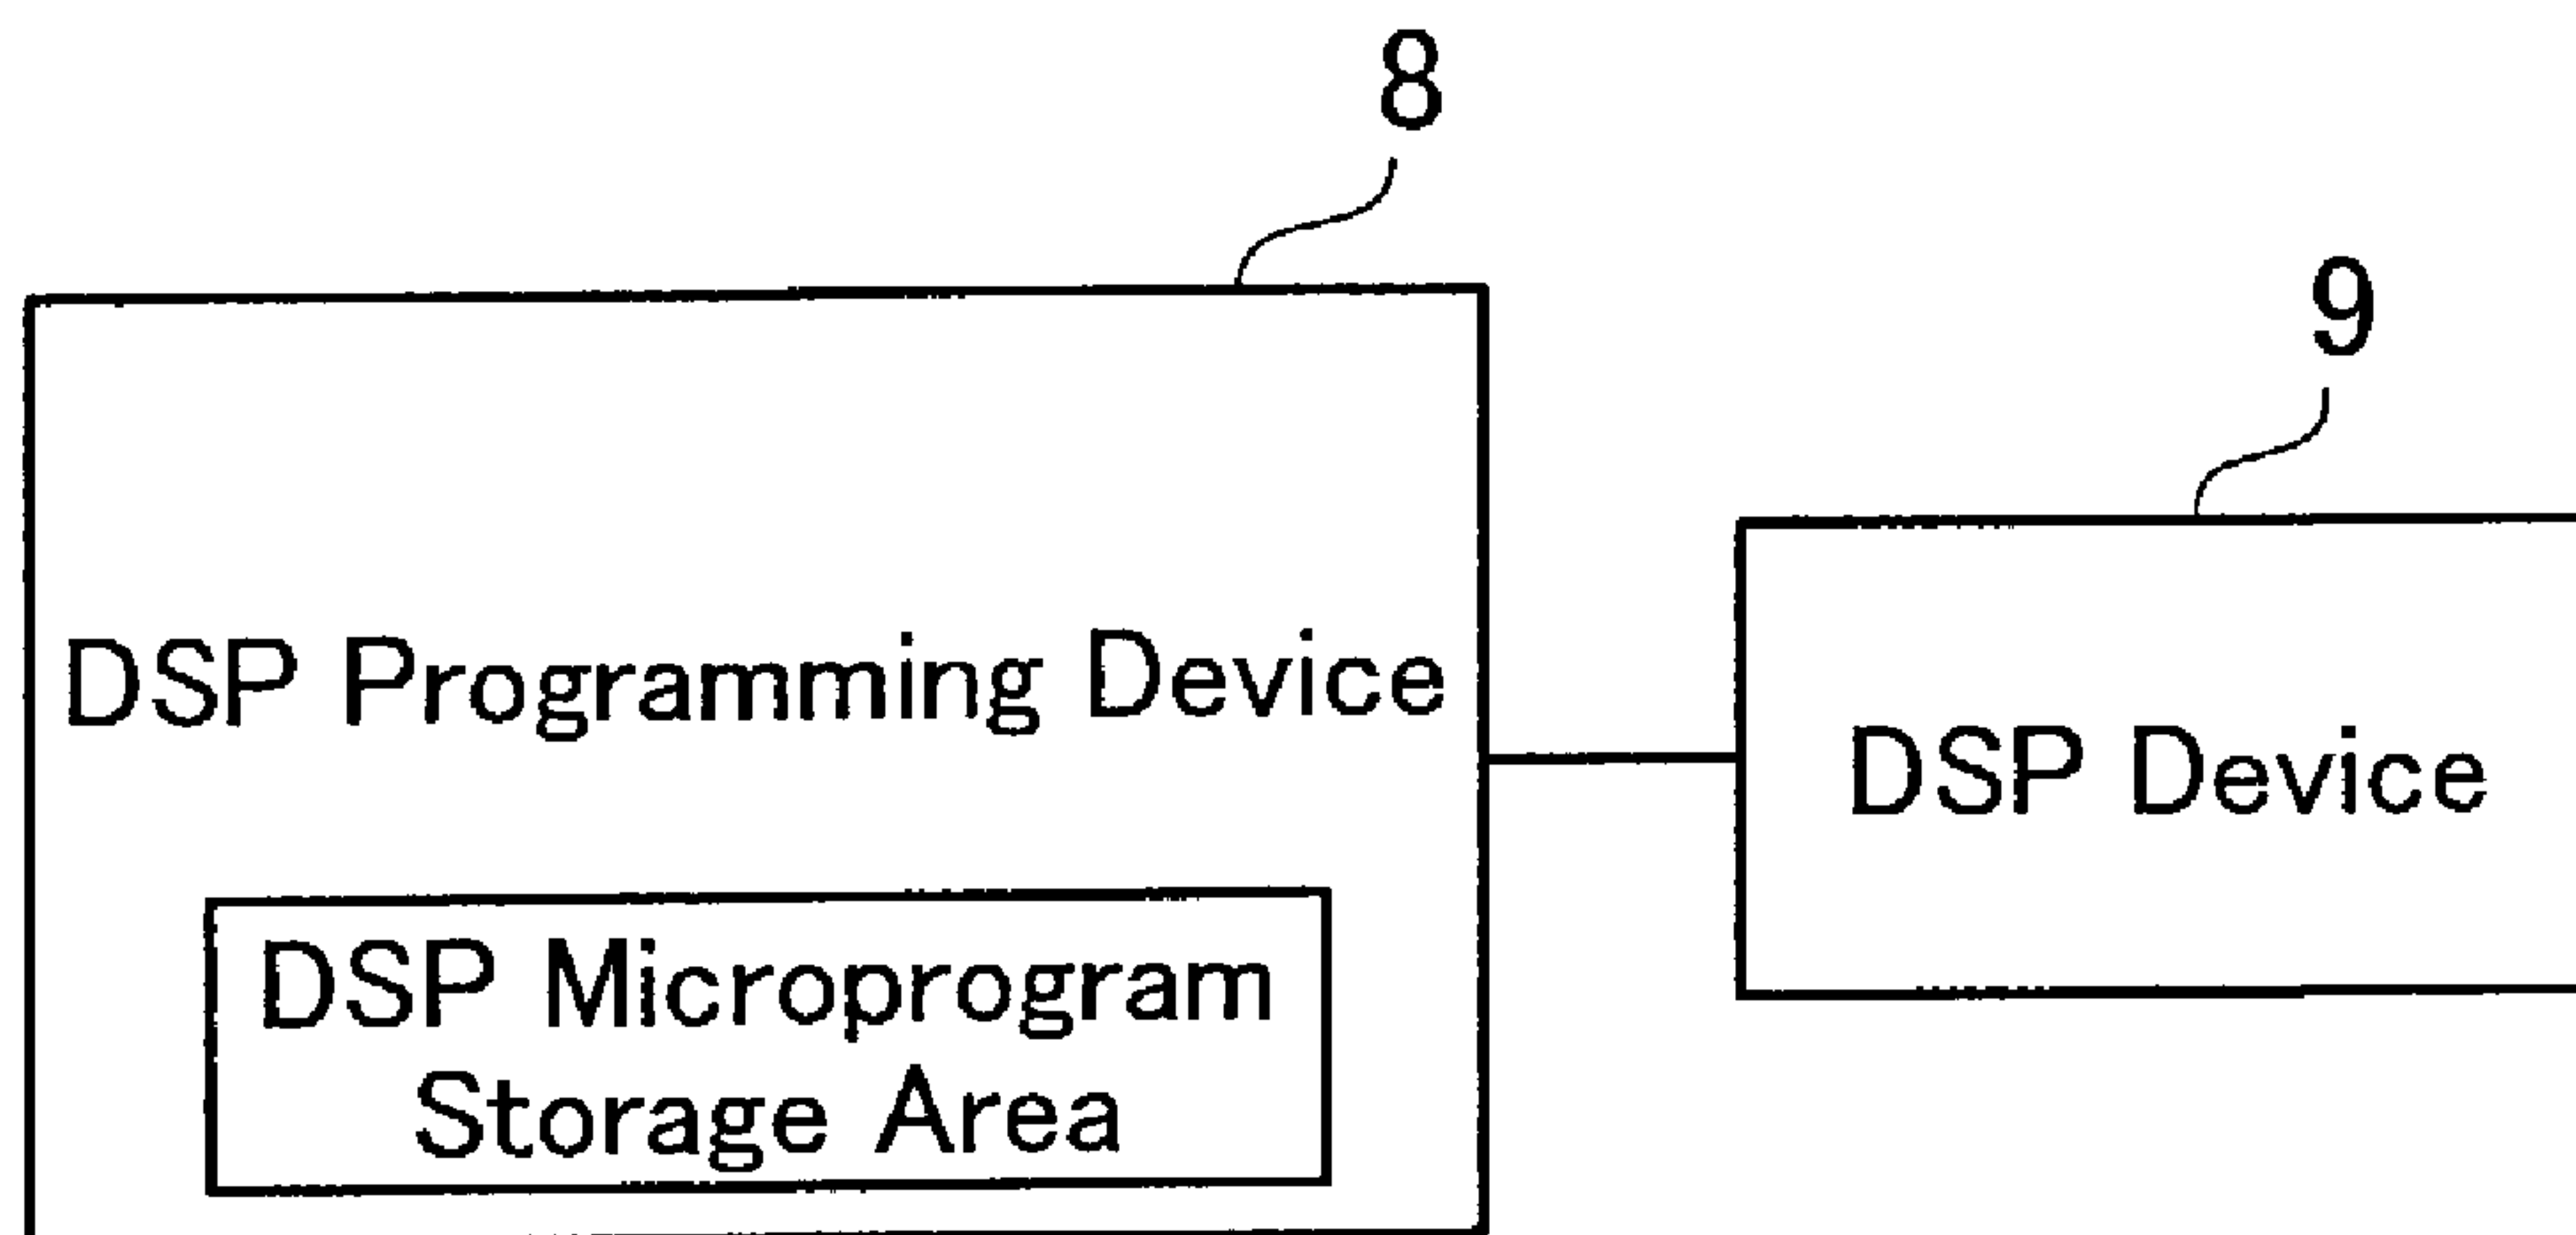 8
9
DSP Programming Device
DSP Device
DSP Microprogram
Storage Area